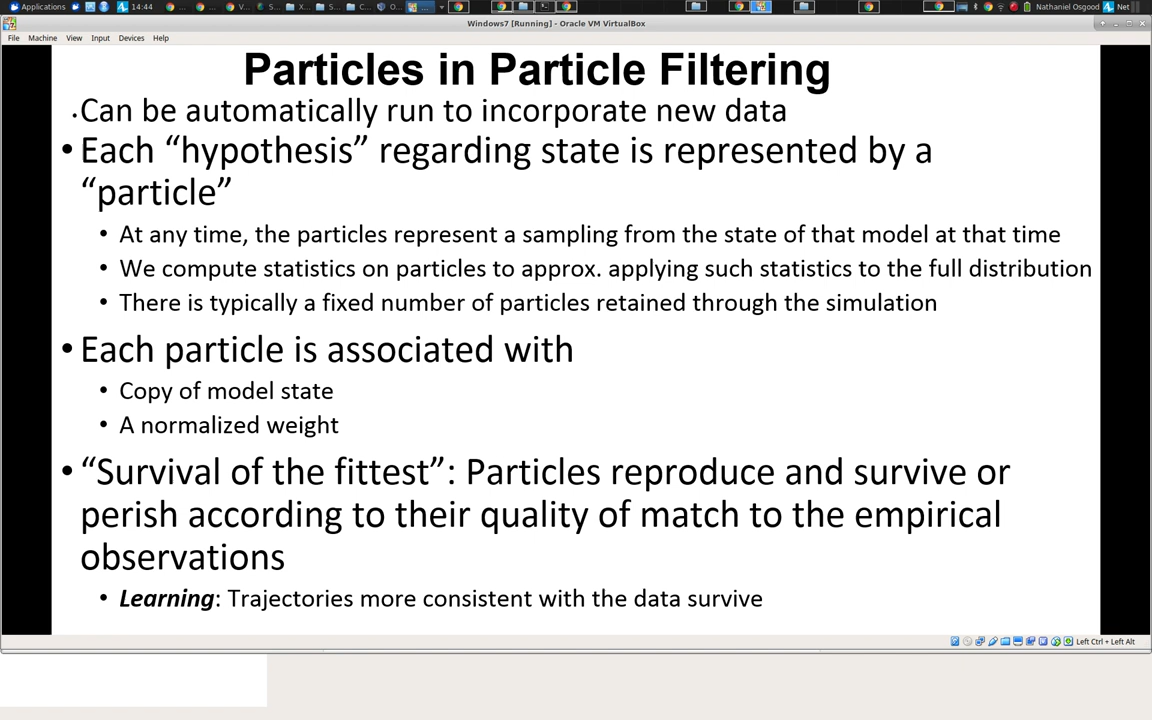 Applications
14:44
V...
S...
X...
S...
C...
O...
...
Nathaniel Osgood
Net
Windows7 [Running] - Oracle VM VirtualBox
File Machine View Input Devices Help
Particles in Particle Filtering
• Can be automatically run to incorporate new data
• Each “hypothesis” regarding state is represented by a
“particle”
• At any time, the particles represent a sampling from the state of that model at that time
• We compute statistics on particles to approx. applying such statistics to the full distribution
• There is typically a fixed number of particles retained through the simulation
• Each particle is associated with
• Copy of model state
• A normalized weight
• “Survival of the fittest”: Particles reproduce and survive or
perish according to their quality of match to the empirical
observations
• Learning: Trajectories more consistent with the data survive
Left Ctrl + Left Alt